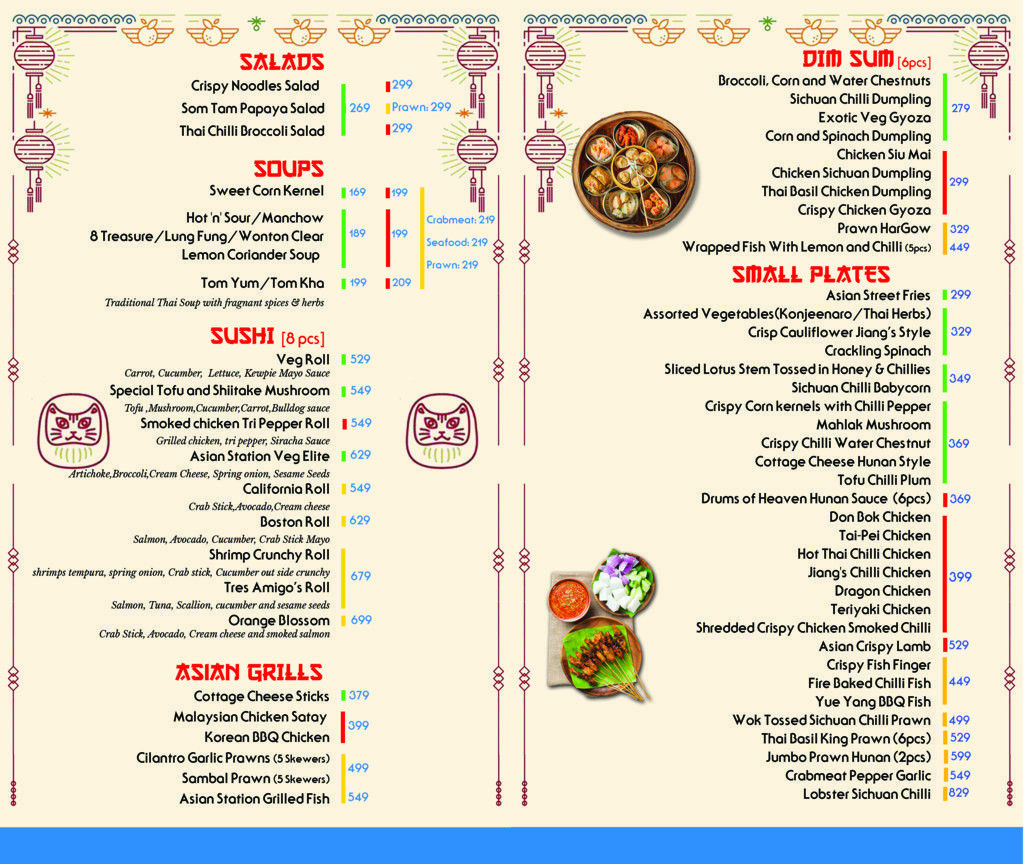 SALADS
Crispy Noodles Salad 299
Som Tam Papaya Salad 269 Prawn: 299
Thai Chilli Broccoli Salad 299
SOUPS
Sweet Corn Kernel 169 199
Hot 'n' Sour/Manchow
Crabmeat: 219
8 Treasure/Lung Fung/Wonton Clear 189 199
Seafood: 219
Lemon Coriander Soup
Prawn: 219
Tom Yum/Tom Kha 199 209
Traditional Thai Soup with fragnant spices & herbs
SUSHI [8 pcs]
Veg Roll 529
Carrot, Cucumber, Lettuce, Kewpie Mayo Sauce
Special Tofu and Shiitake Mushroom 549
Tofu ,Mushroom,Cucumber,Carrot,Bulldog sauce
Smoked chicken Tri Pepper Roll 549
Grilled chicken, tri pepper, Siracha Sauce
Asian Station Veg Elite 629
Artichoke,Broccoli,Cream Cheese, Spring onion, Sesame Seeds
California Roll 549
Crab Stick,Avocado,Cream cheese
Boston Roll 629
Salmon, Avocado, Cucumber, Crab Stick Mayo
Shrimp Crunchy Roll
shrimps tempura, spring onion, Crab stick, Cucumber out side crunchy
679
Tres Amigo's Roll
Salmon, Tuna, Scallion, cucumber and sesame seeds
Orange Blossom 699
Crab Stick, Avocado, Cream cheese and smoked salmon
ASIAN GRILLS
Cottage Cheese Sticks 379
Malaysian Chicken Satay
399
Korean BBQ Chicken
Cilantro Garlic Prawns (5 Skewers)
499
Sambal Prawn (5 Skewers)
Asian Station Grilled Fish 549
DIM SUM [6pcs]
Broccoli, Corn and Water Chestnuts
Sichuan Chilli Dumpling
279
Exotic Veg Gyoza
Corn and Spinach Dumpling
Chicken Siu Mai
Chicken Sichuan Dumpling
299
Thai Basil Chicken Dumpling
Crispy Chicken Gyoza
Prawn HarGow 329
Wrapped Fish With Lemon and Chilli (5pcs) 449
SMALL PLATES
Asian Street Fries 299
Assorted Vegetables(Konjeenaro/Thai Herbs)
Crisp Cauliflower Jiang's Style 329
Crackling Spinach
Sliced Lotus Stem Tossed in Honey & Chillies
349
Sichuan Chilli Babycorn
Crispy Corn kernels with Chilli Pepper
Mahlak Mushroom
Crispy Chilli Water Chestnut 369
Cottage Cheese Hunan Style
Tofu Chilli Plum
Drums of Heaven Hunan Sauce (6pcs) 369
Don Bok Chicken
Tai-Pei Chicken
Hot Thai Chilli Chicken
Jiang's Chilli Chicken 399
Dragon Chicken
Teriyaki Chicken
Shredded Crispy Chicken Smoked Chilli
Asian Crispy Lamb 529
Crispy Fish Finger
Fire Baked Chilli Fish 449
Yue Yang BBQ Fish
Wok Tossed Sichuan Chilli Prawn 499
Thai Basil King Prawn (6pcs) 529
Jumbo Prawn Hunan (2pcs) 599
Crabmeat Pepper Garlic 549
Lobster Sichuan Chilli 829